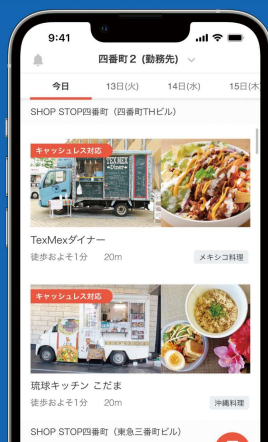 9:41
四番町２ (勤務先)
今日 13日(火) 14日(水) 15日(木
SHOP STOP四番町（四番町THビル）
キャッシュレス対応
TEXMEX
Diner
TexMexダイナー
徒歩およそ1分 20m
メキシコ料理
キャッシュレス対応
琉球キッチン こだま
徒歩およそ1分 20m
沖縄料理
SHOP STOP四番町（東急三番町ビル）